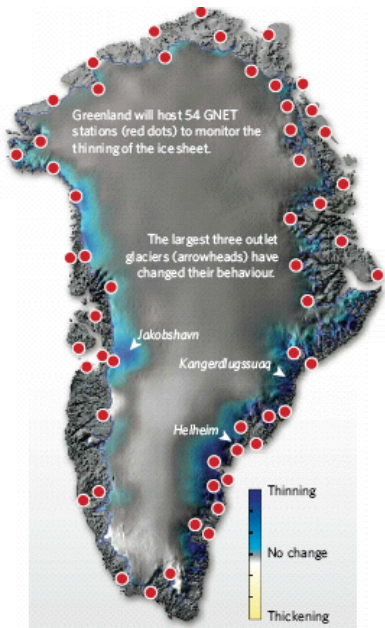 Greenland will host 54 GNET
stations (red dots) to monitor the
thinning of the ice sheet.
The largest three outlet
glaciers (arrowheads) have
changed their behaviour.
Jakobshavn
Kangerdlugssuaq
Helheim
Thinning
No change
Thickening